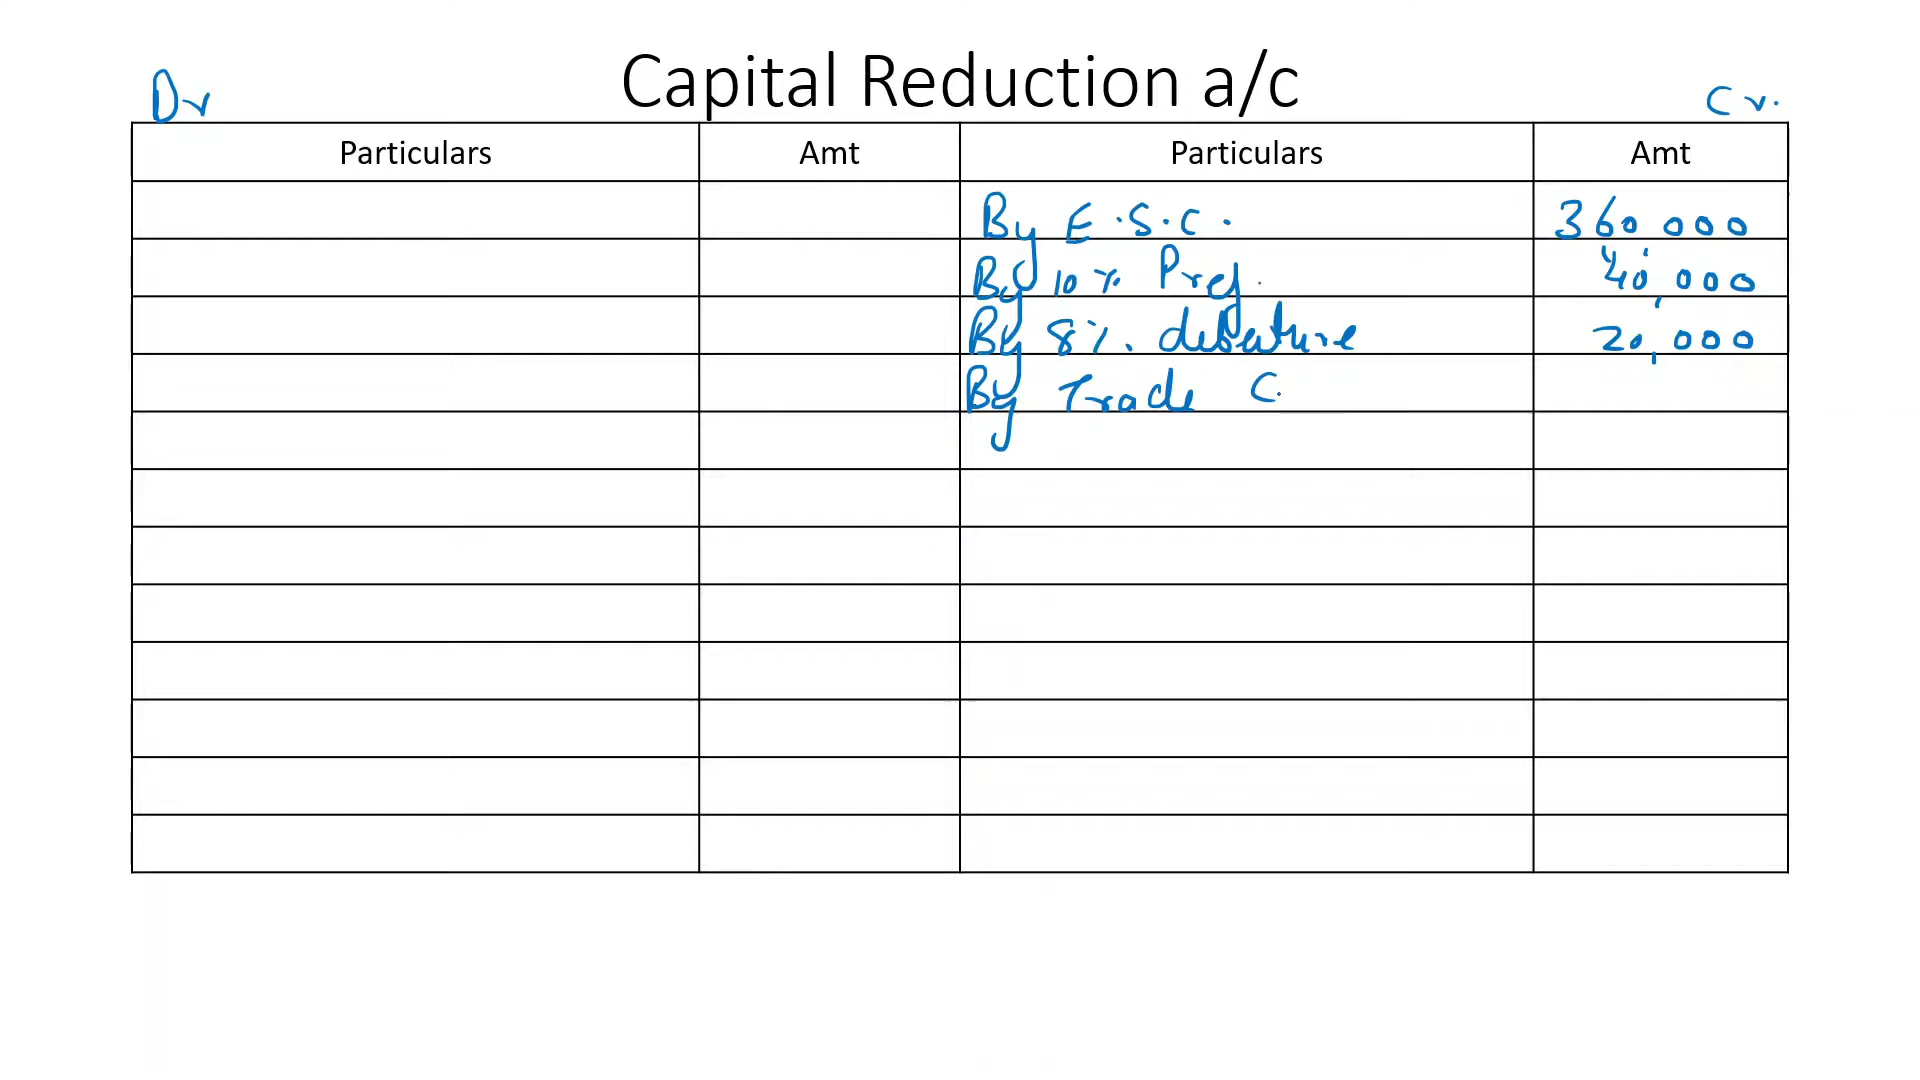 Capital Reduction a/c
Dr Cr.
Particulars Amt Particulars Amt
By E.S.C. 360,000
By 10% Pref. 40,000
By 8% debenture 20,000
By Trade C.